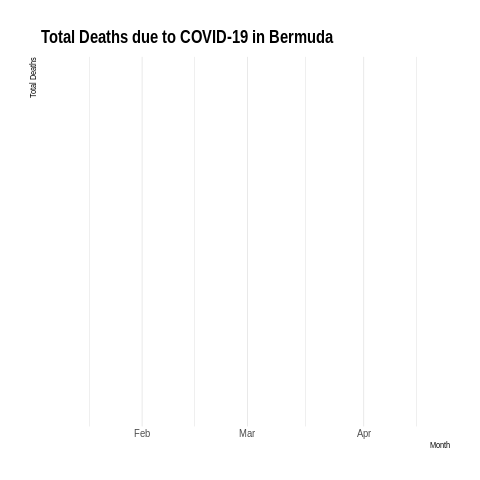 Total Deaths due to COVID-19 in Bermuda
Total Deaths
Feb Mar Apr
Month